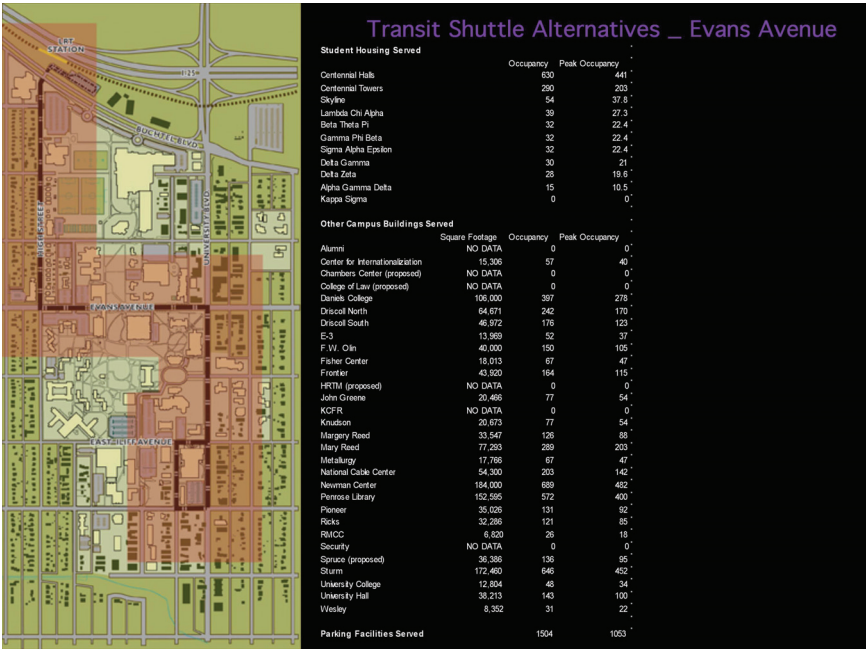 Transit Shuttle Alternatives _ Evans Avenue
LRT
STATION
I-25
BUCHTEL BLVD
HIGH STREET
UNIVERSITY BLVD
EVANS AVENUE
EAST ILIFF AVENUE
Student Housing Served
Occupancy Peak Occupancy
Centennial Halls 630 441
Centennial Towers 290 203
Skyline 54 37.8
Lambda Chi Alpha 39 27.3
Beta Theta Pi 32 22.4
Gamma Phi Beta 32 22.4
Sigma Alpha Epsilon 32 22.4
Delta Gamma 30 21
Delta Zeta 28 19.6
Alpha Gamma Delta 15 10.5
Kappa Sigma 0 0
Other Campus Buildings Served
Square Footage Occupancy Peak Occupancy
Alumni NO DATA 0 0
Center for Internationaliziation 15,306 57 40
Chambers Center (proposed) NO DATA 0 0
College of Law (proposed) NO DATA 0 0
Daniels College 106,000 397 278
Driscoll North 64,671 242 170
Driscoll South 46,972 176 123
E-3 13,969 52 37
F.W. Olin 40,000 150 105
Fisher Center 18,013 67 47
Frontier 43,920 164 115
HRTM (proposed) NO DATA 0 0
John Greene 20,466 77 54
KCFR NO DATA 0 0
Knudson 20,673 77 54
Margery Reed 33,547 126 88
Mary Reed 77,293 289 203
Metallurgy 17,766 67 47
National Cable Center 54,300 203 142
Newman Center 184,000 689 482
Penrose Library 152,595 572 400
Pioneer 35,026 131 92
Ricks 32,286 121 85
RMCC 6,820 26 18
Security NO DATA 0 0
Spruce (proposed) 36,386 136 95
Sturm 172,460 646 452
University College 12,804 48 34
University Hall 38,213 143 100
Wesley 8,352 31 22
Parking Facilities Served 1504 1053